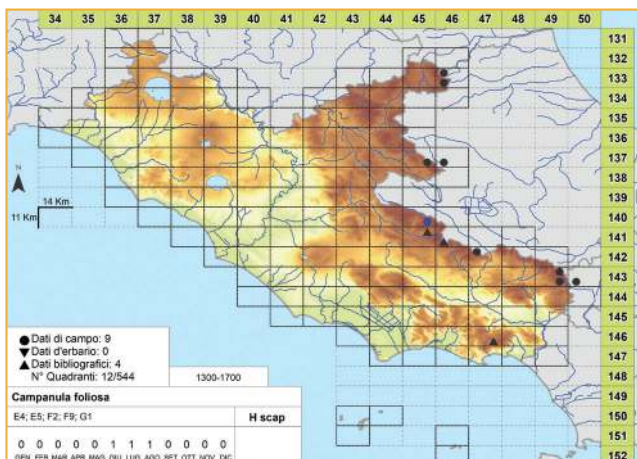 34 35 36 37 38 39 40 41 42 43 44 45 46 47 48 49 50
131
132
133
134
135
136
137
138
139
140
141
142
143
144
145
146
147
148
149
150
151
152
N
14 Km
11 Km
Dati di campo: 9
Dati d'erbario: 0
Dati bibliografici: 4
N° Quadranti: 12/544
1300-1700
Campanula foliosa
E4; E5; F2; F9; G1
H scap
0 0 0 0 0 1 1 1 0 0 0 0
GEN FEB MAR APR MAG GIU LUG AGO SET OTT NOV DIC